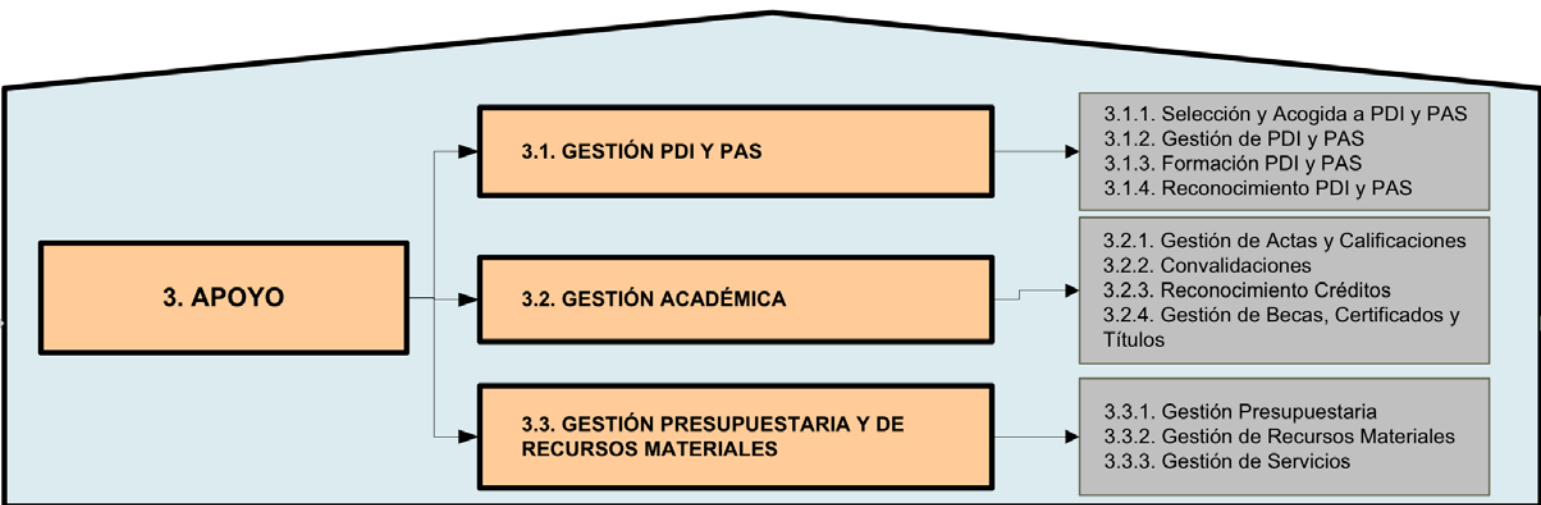 3. APOYO
3.1. GESTIÓN PDI Y PAS
3.1.1. Selección y Acogida a PDI y PAS
3.1.2. Gestión de PDI y PAS
3.1.3. Formación PDI y PAS
3.1.4. Reconocimiento PDI y PAS
3.2. GESTIÓN ACADÉMICA
3.2.1. Gestión de Actas y Calificaciones
3.2.2. Convalidaciones
3.2.3. Reconocimiento Créditos
3.2.4. Gestión de Becas, Certificados y
Títulos
3.3. GESTIÓN PRESUPUESTARIA Y DE
RECURSOS MATERIALES
3.3.1. Gestión Presupuestaria
3.3.2. Gestión de Recursos Materiales
3.3.3. Gestión de Servicios